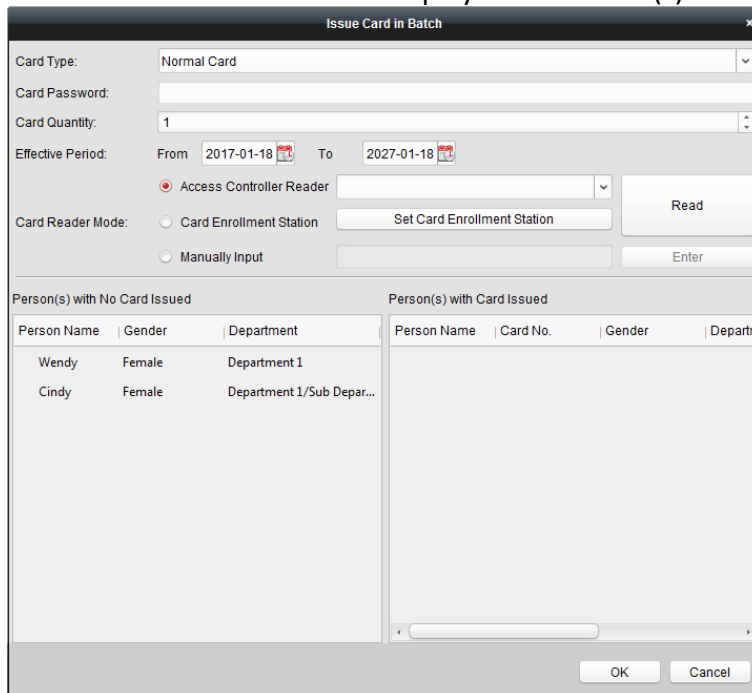 Issue Card in Batch
Card Type: Normal Card
Card Password:
Card Quantity: 1
Effective Period: From 2017-01-18 To 2027-01-18
Access Controller Reader
Read
Card Reader Mode: Card Enrollment Station Set Card Enrollment Station
Manually Input Enter
Person(s) with No Card Issued Person(s) with Card Issued
Person Name Gender Department Person Name Card No. Gender Depart
Wendy Female Department 1
Cindy Female Department 1/Sub Depar...
OK Cancel